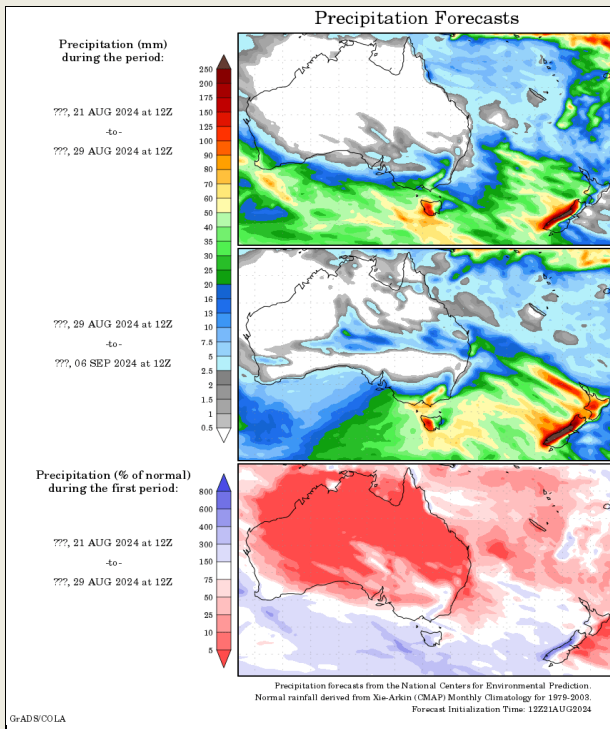 Precipitation Forecasts
Precipitation (mm)
during the period:
???, 21 AUG 2024 at 12Z
-to-
???, 29 AUG 2024 at 12Z
250
200
175
150
125
100
90
80
70
60
50
40
35
30
25
20
16
13
10
7.5
5
2.5
2
1.5
1
0.5
???, 29 AUG 2024 at 12Z
-to-
???, 06 SEP 2024 at 12Z
Precipitation (% of normal)
during the first period:
???, 21 AUG 2024 at 12Z
-to-
???, 29 AUG 2024 at 12Z
800
600
400
300
150
75
50
25
10
5
Precipitation forecasts from the National Centers for Environmental Prediction.
Normal rainfall derived from Xie-Arkin (CMAP) Monthly Climatology for 1979-2003.
Forecast Initialization Time: 12Z21AUG2024
GrADS/COLA